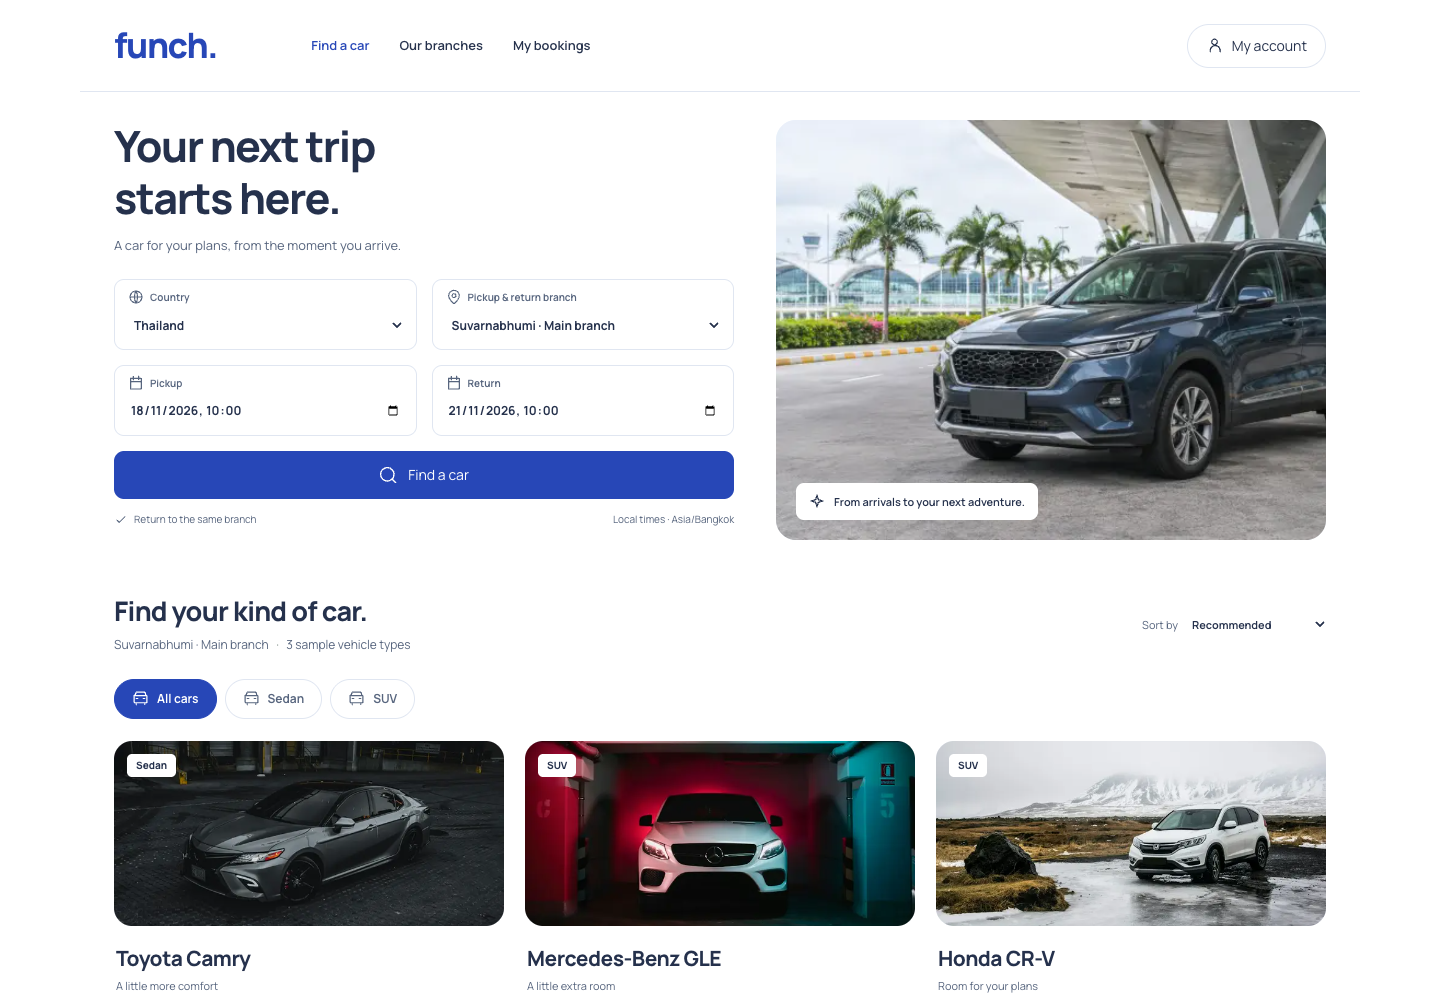 funch.
Find a car
Our branches
My bookings
My account
Your next trip
starts here.
A car for your plans, from the moment you arrive.
Country
Thailand
Pickup & return branch
Suvarnabhumi · Main branch
Pickup
18/11/2026, 10:00
Return
21/11/2026, 10:00
Find a car
Return to the same branch
Local times · Asia/Bangkok
From arrivals to your next adventure.
Find your kind of car.
Suvarnabhumi · Main branch · 3 sample vehicle types
Sort by Recommended
All cars
Sedan
SUV
Sedan
SUV
5
SUV
Toyota Camry
A little more comfort
Mercedes-Benz GLE
A little extra room
Honda CR-V
Room for your plans